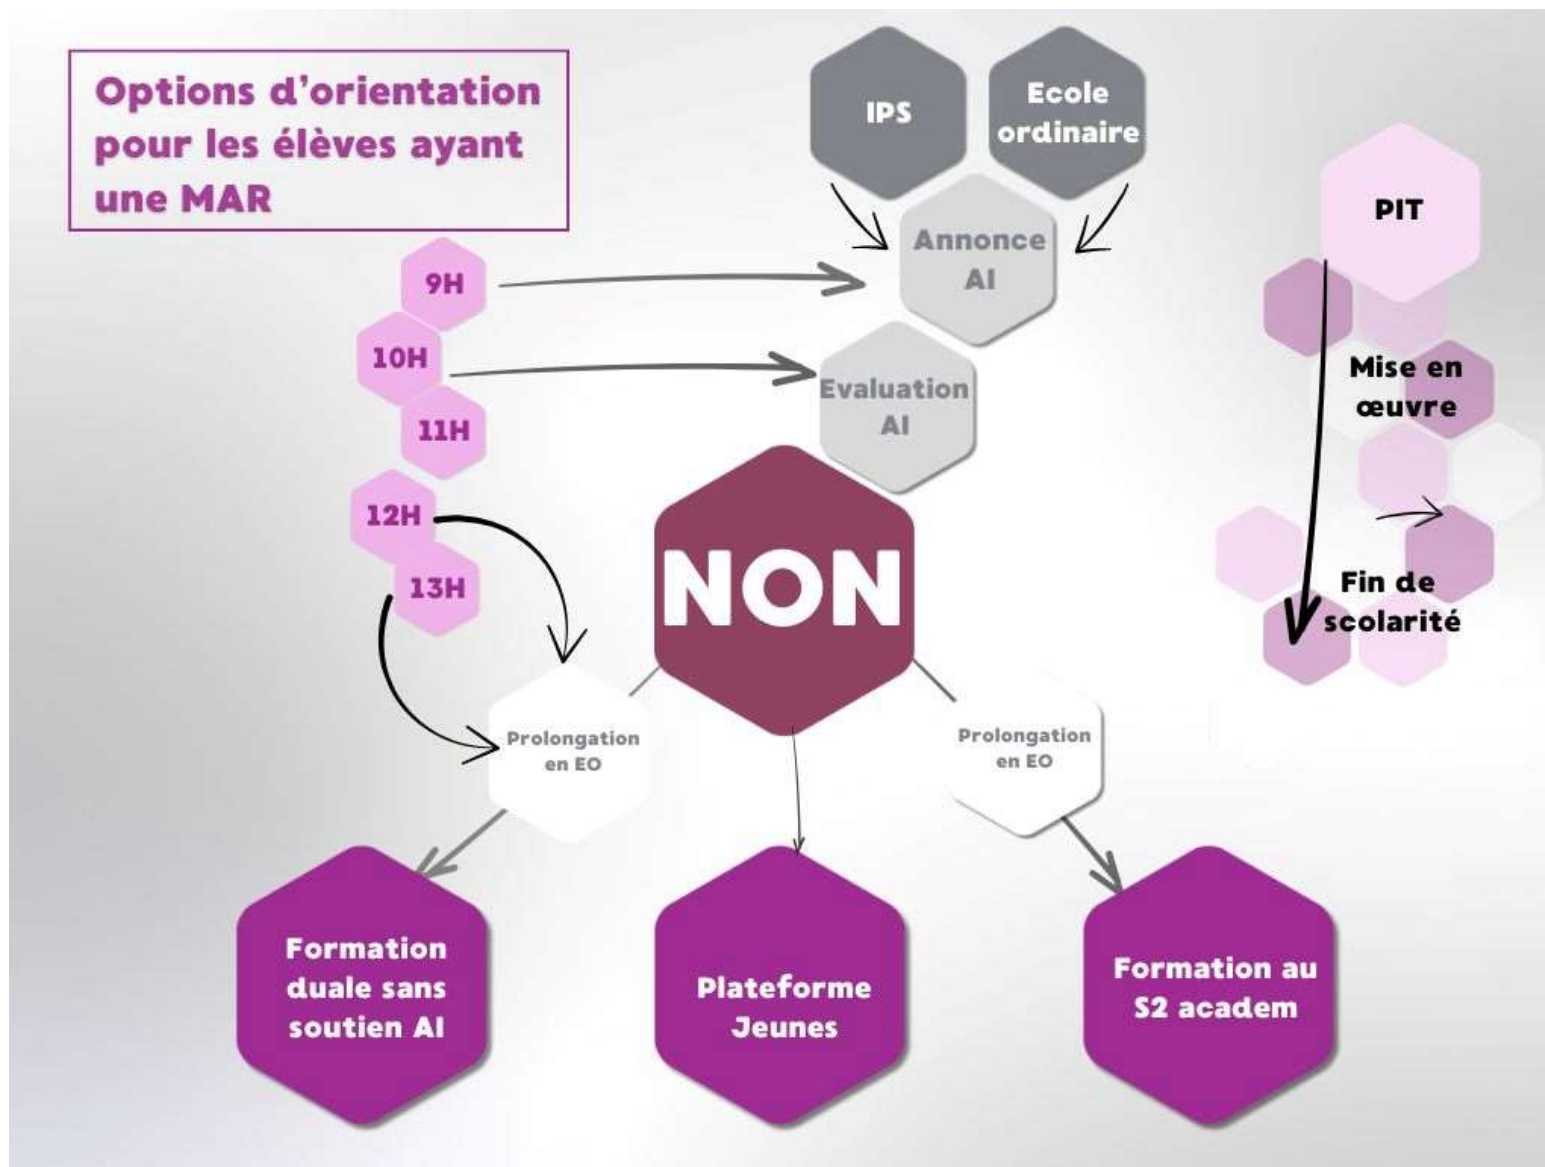 Options d'orientation
pour les élèves ayant
une MAR
IPS
Ecole
ordinaire
PIT
Annonce
AI
9H
10H
11H
12H
13H
Evaluation
AI
Mise en
œuvre
NON
Fin de
scolarité
Prolongation
en EO
Prolongation
en EO
Formation
duale sans
soutien AI
Plateforme
Jeunes
Formation au
S2 academ